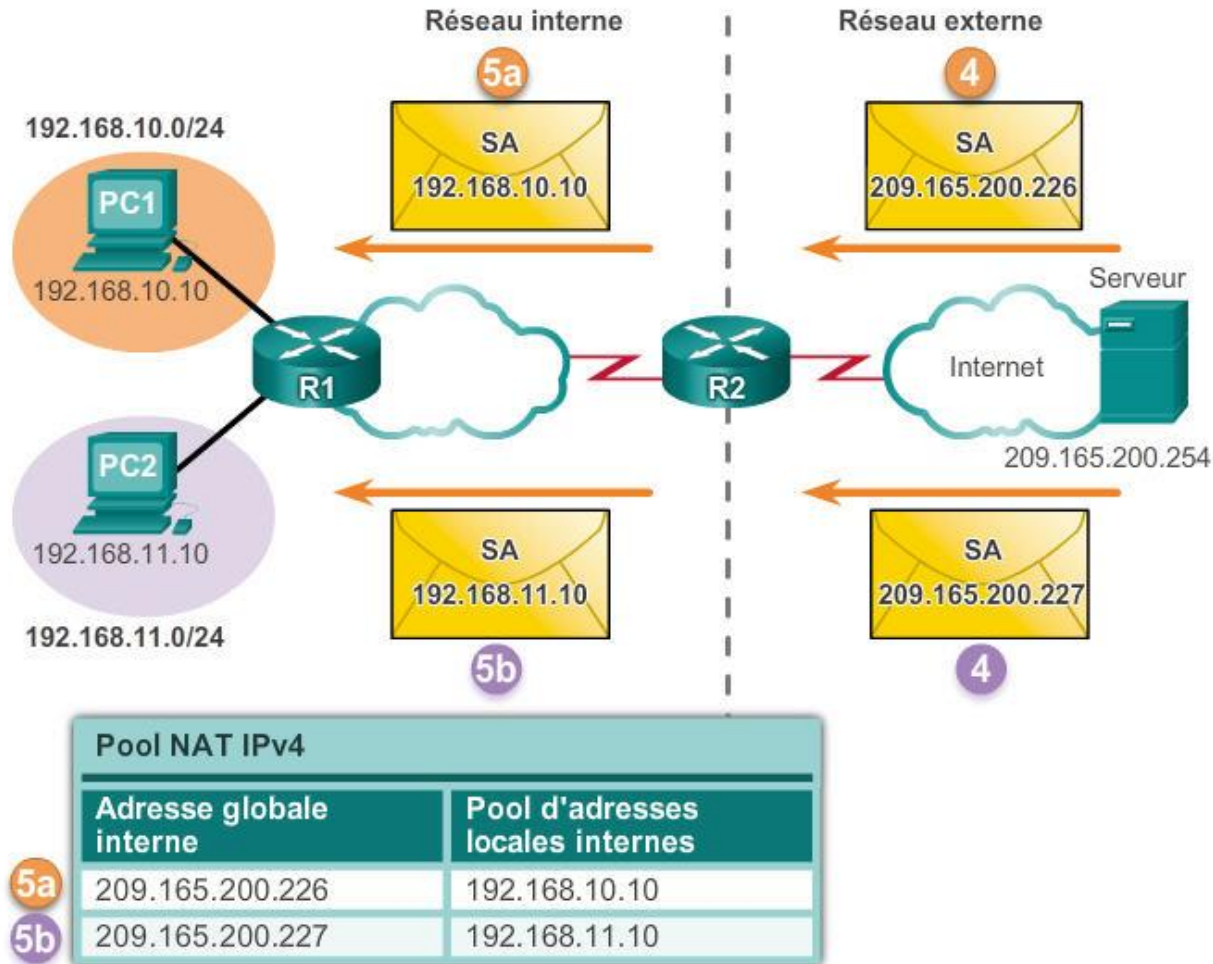 Réseau interne
Réseau externe
5a
4
192.168.10.0/24
SA
192.168.10.10
SA
209.165.200.226
PC1
192.168.10.10
Serveur
R1
R2
Internet
PC2
209.165.200.254
192.168.11.10
SA
192.168.11.10
SA
209.165.200.227
192.168.11.0/24
5b
4
Pool NAT IPv4
Adresse globale
interne
Pool d'adresses
locales internes
5a
209.165.200.226
192.168.10.10
5b
209.165.200.227
192.168.11.10